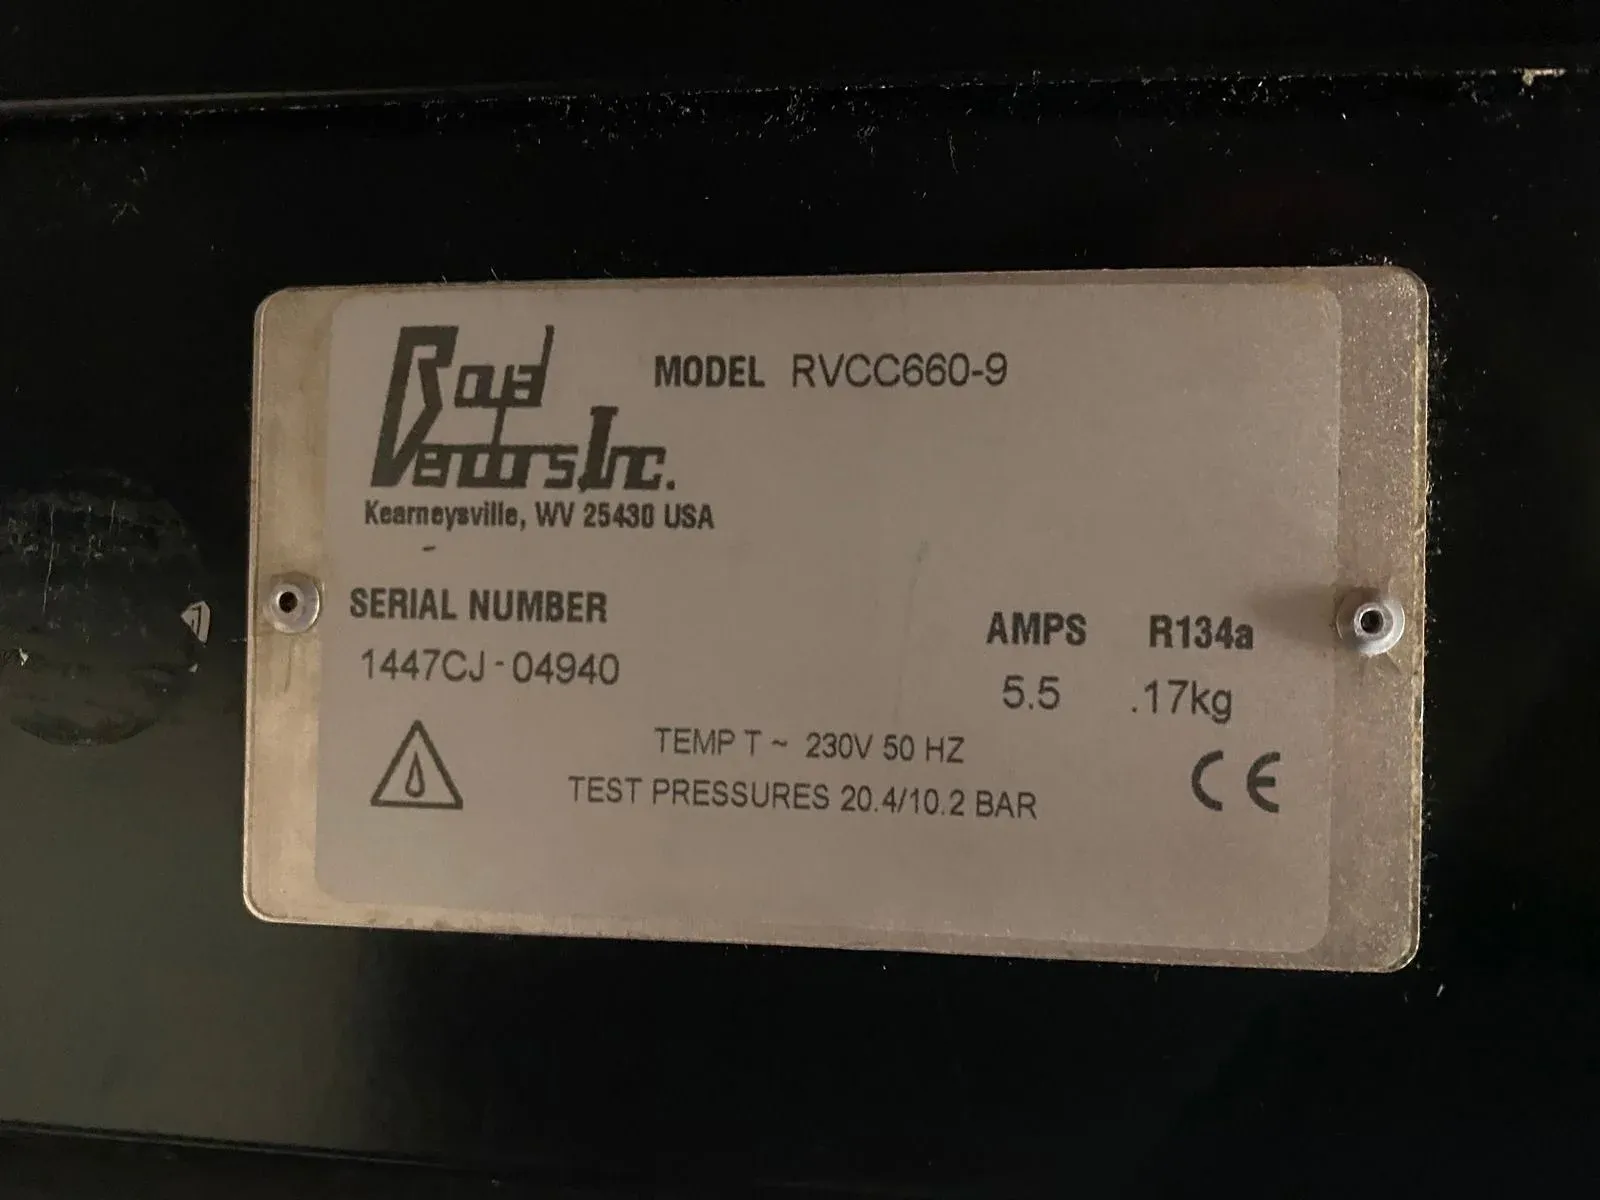 Royal
Vendors, Inc.
Kearneysville, WV 25430 USA
MODEL RVCC660-9
SERIAL NUMBER
1447CJ-04940
AMPS R134a
5.5 .17kg
TEMP T ~ 230V 50 HZ
TEST PRESSURES 20.4/10.2 BAR
CE